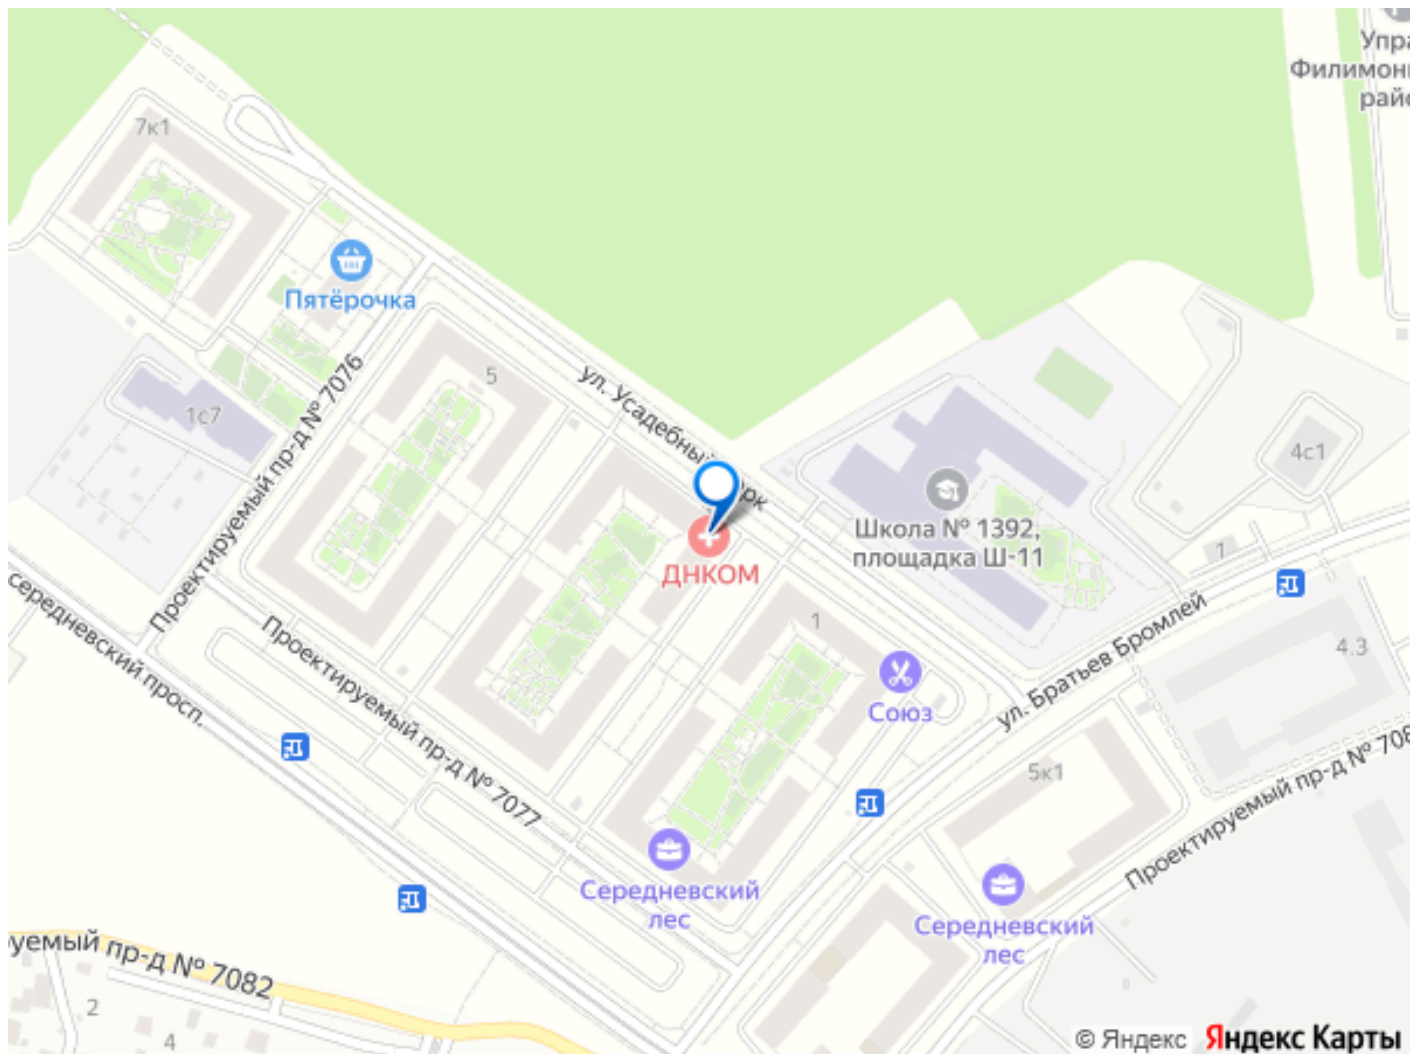 Упра
Филимон
райо
7к1
Пятёрочка
5
ул. Усадебный парк
Проектируемый пр-д № 7076
1с7
4с1
Школа № 1392,
площадка Ш-11
1
ДНКОМ
середневский просп.
Проектируемый пр-д № 7077
1
Союз
ул. Братьев Бромлей
4.3
5к1
Проектируемый пр-д № 708
Середневский
лес
Середневский
лес
уемый пр-д № 7082
2
4
© Яндекс Яндекс Карты